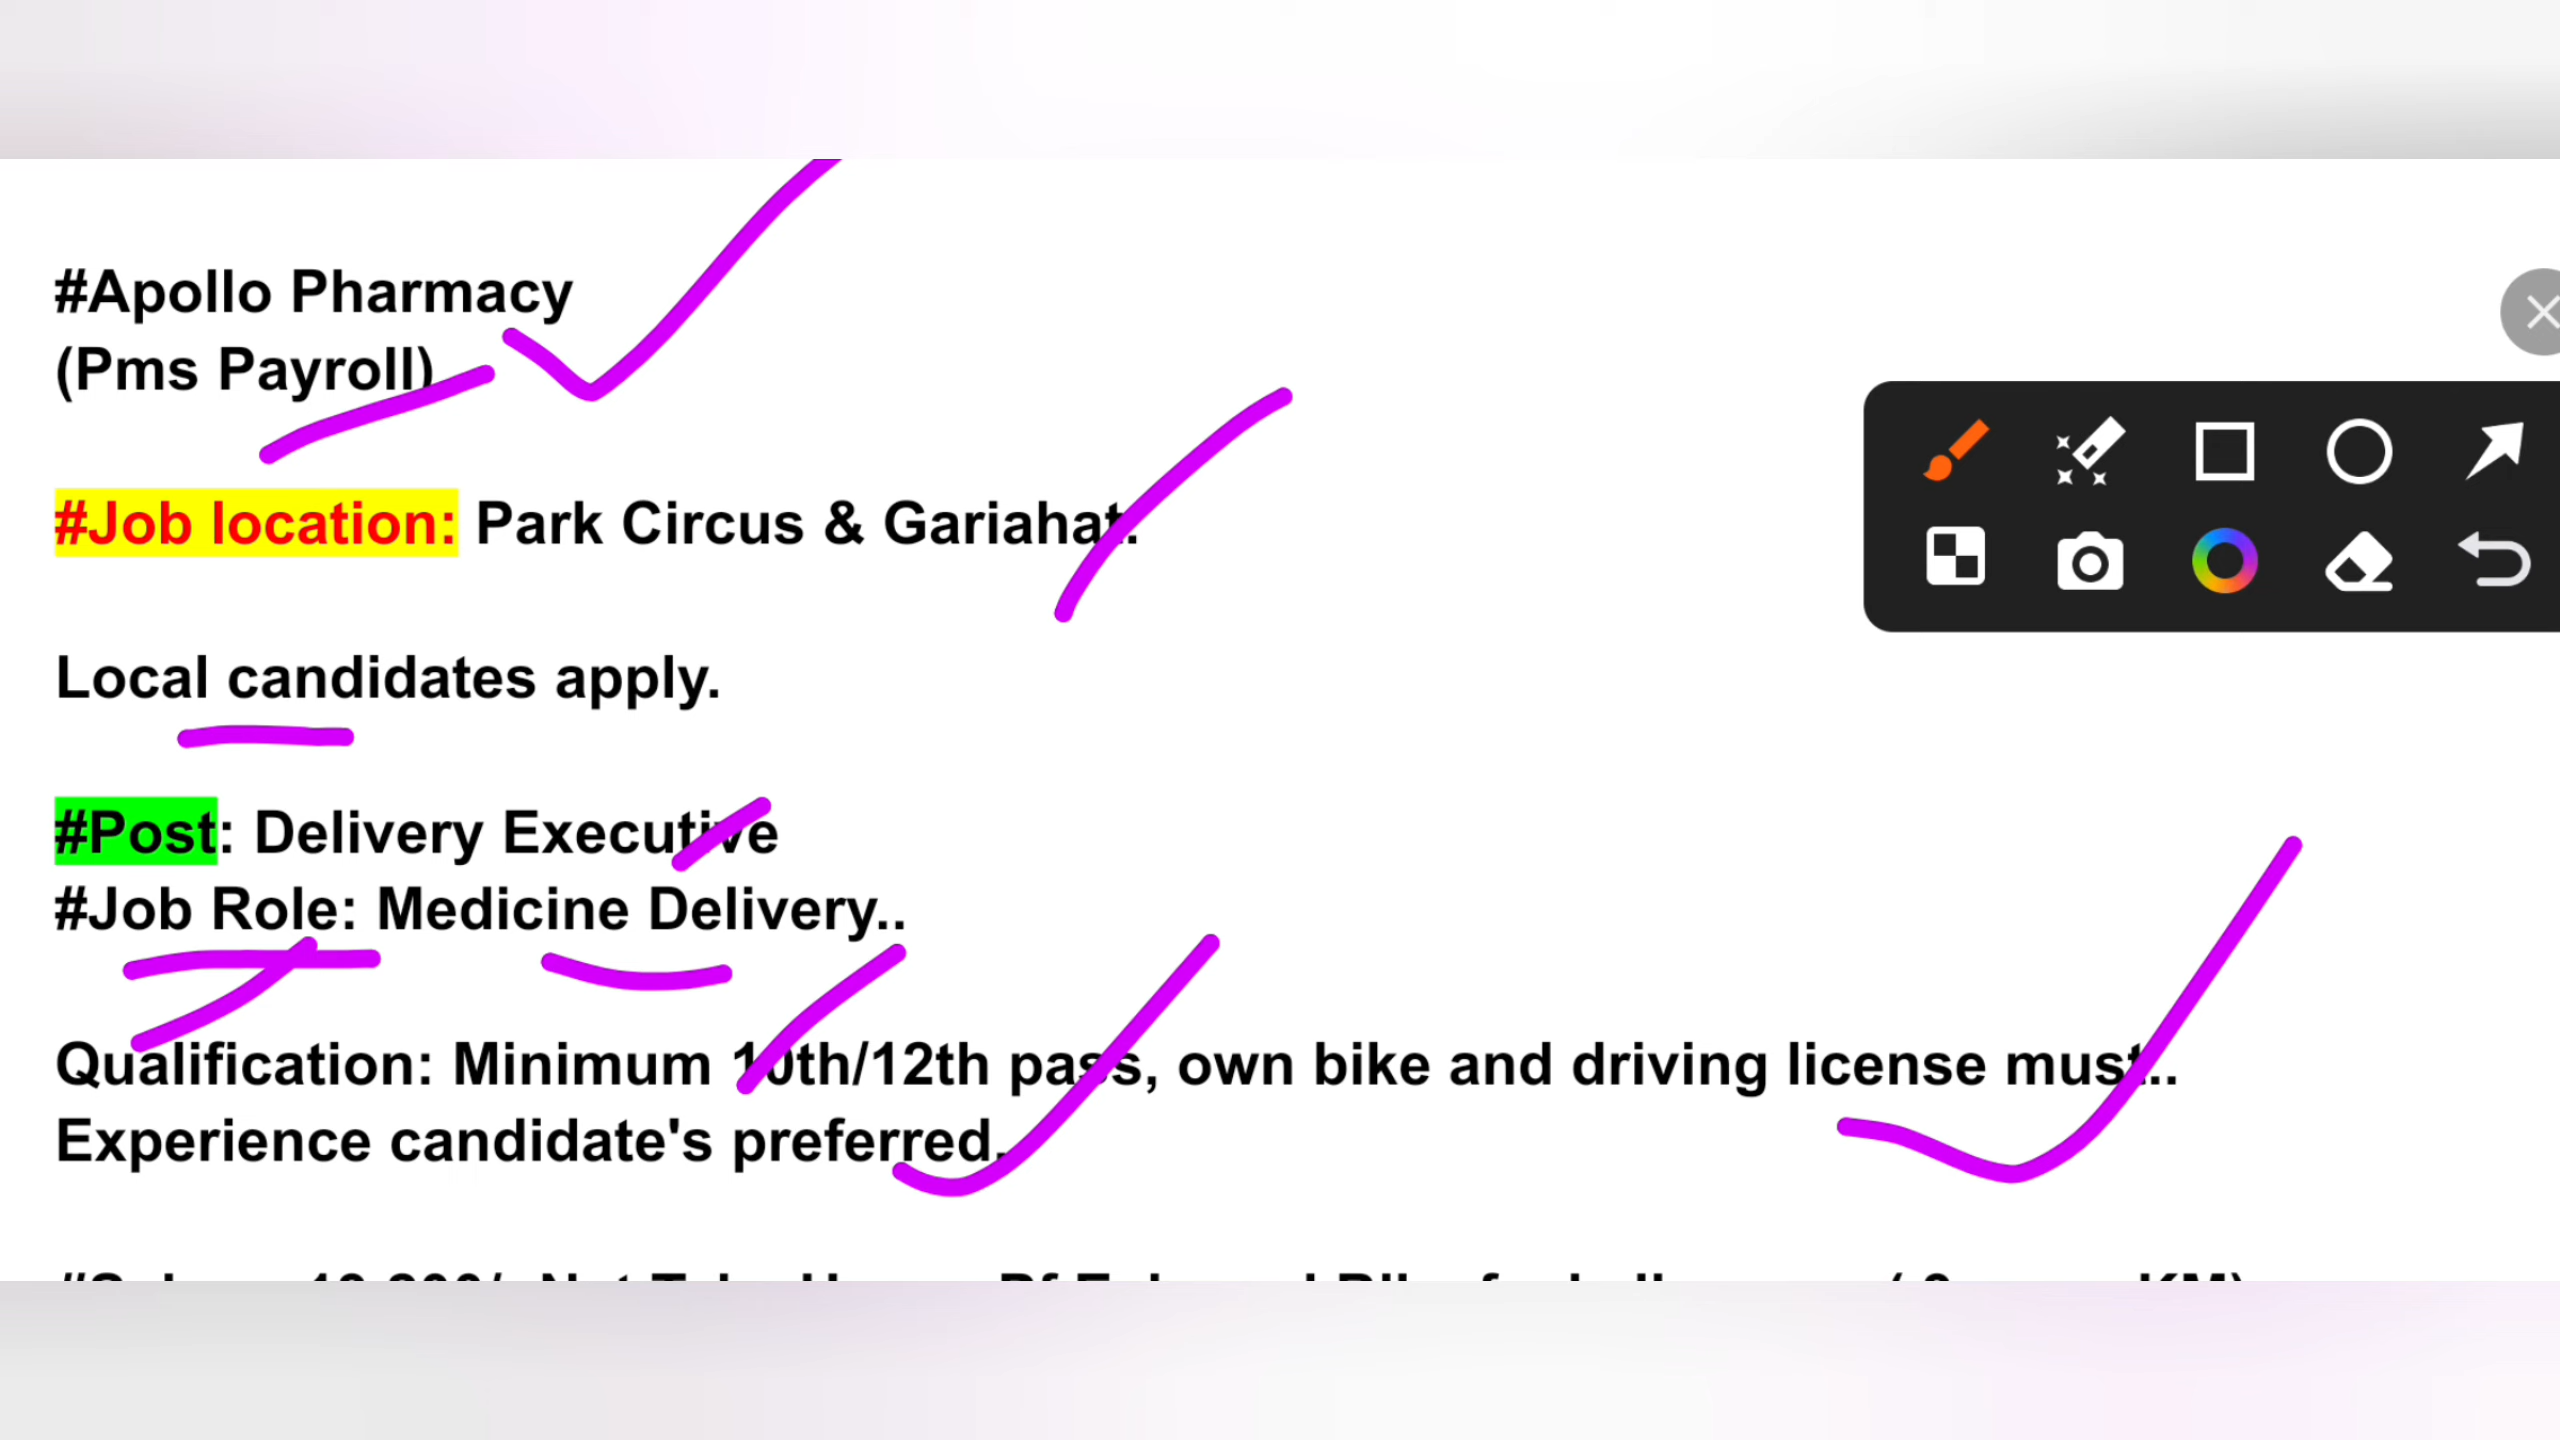 #Apollo Pharmacy
(Pms Payroll)
#Job location: Park Circus & Gariahat.
Local candidates apply.
#Post: Delivery Executive
#Job Role: Medicine Delivery..
Qualification: Minimum 10th/12th pass, own bike and driving license must..
Experience candidate's preferred.